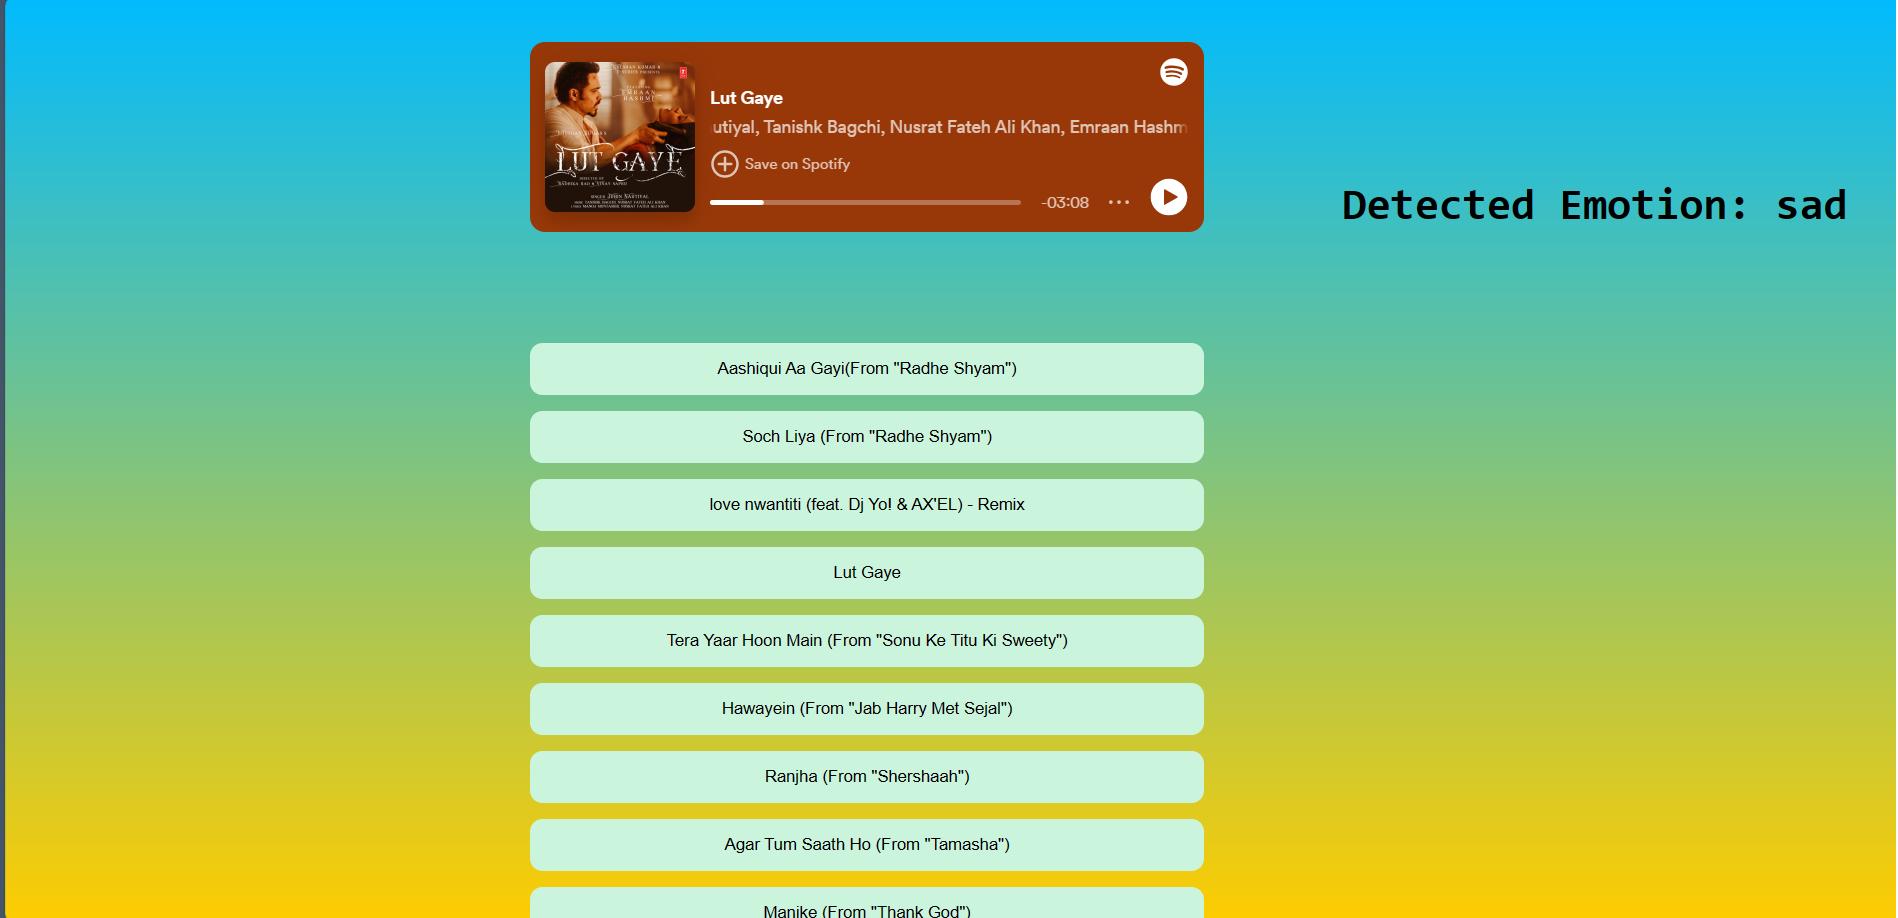 EMRAAN
HASHMI
LUT GAYE
Lut Gaye
utiyal, Tanishk Bagchi, Nusrat Fateh Ali Khan, Emraan Hashm
Save on Spotify
-03:08
Detected Emotion: sad
Aashiqui Aa Gayi(From "Radhe Shyam")
Soch Liya (From "Radhe Shyam")
love nwantiti (feat. Dj Yo! & AX'EL) - Remix
Lut Gaye
Tera Yaar Hoon Main (From "Sonu Ke Titu Ki Sweety")
Hawayein (From "Jab Harry Met Sejal")
Ranjha (From "Shershaah")
Agar Tum Saath Ho (From "Tamasha")
Manike (From "Thank God")